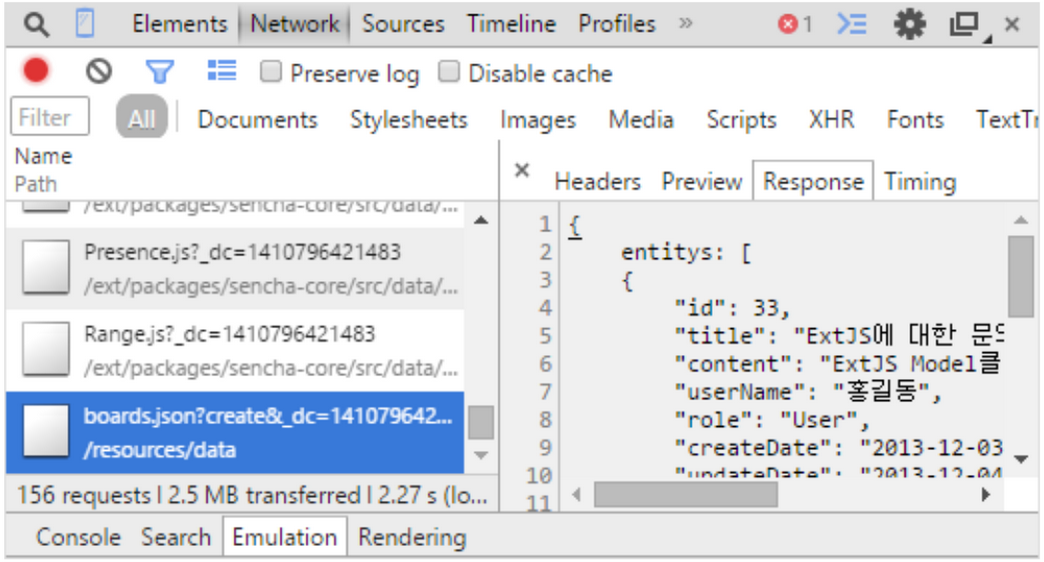 Elements Network Sources Timeline Profiles » 1
Preserve log Disable cache
Filter All Documents Stylesheets Images Media Scripts XHR Fonts
Name
Path
× Headers Preview Response Timing
/ext/packages/sencha-core/src/data/...
Presence.js?_dc=1410796421483
/ext/packages/sencha-core/src/data/...
Range.js?_dc=1410796421483
/ext/packages/sencha-core/src/data/...
boards.json?create&_dc=141079642...
/resources/data
156 requests | 2.5 MB transferred | 2.27 s (lo...
1 {
2 entitys: [
3 {
4 "id": 33,
5 "title": "ExtJS에 대한
6 "content": "ExtJS Model클
7 "userName": "홍길동",
8 "role": "User",
9 "createDate": "2013-12-03
10 "updateDate": "2013-12-04
11
Console Search Emulation Rendering